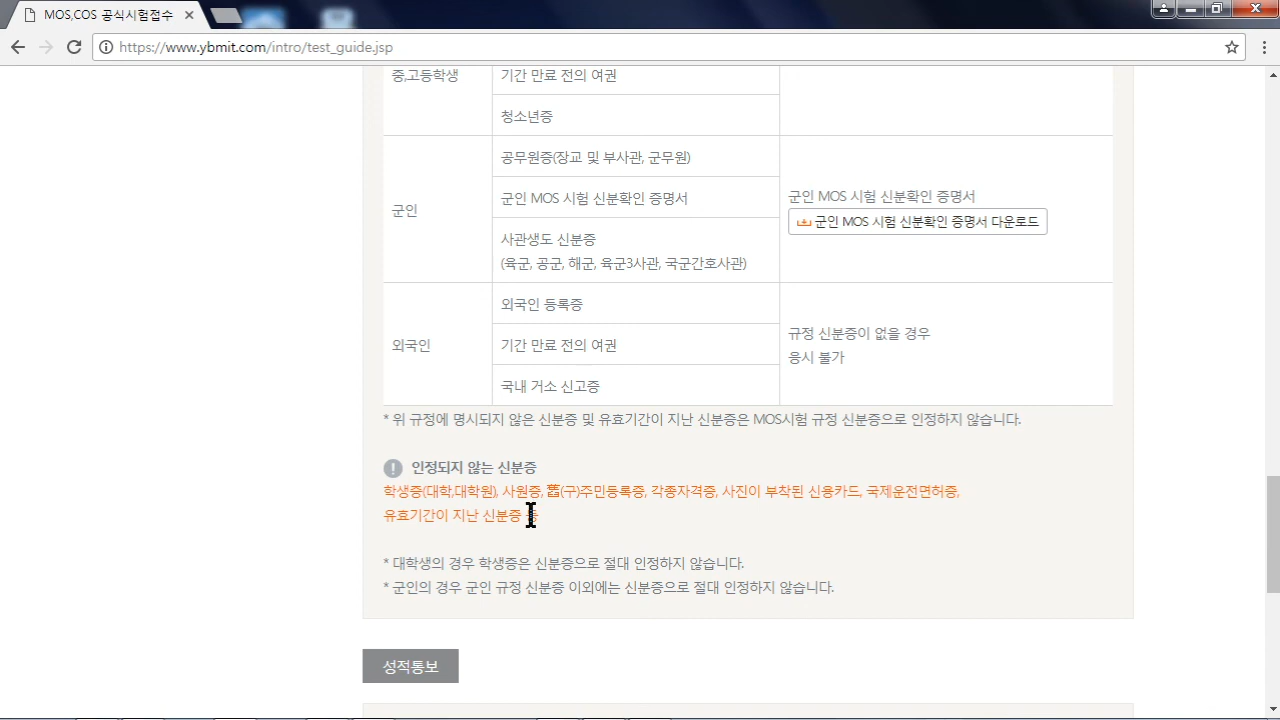 MOS,COS 공식시험접수
https://www.ybmit.com/intro/test_guide.jsp
중,고등학생
기간 만료 전의 여권
청소년증
군인
공무원증(장교 및 부사관, 군무원)
군인 MOS 시험 신분확인 증명서
사관생도 신분증
(육군, 공군, 해군, 육군3사관, 국군간호사관)
군인 MOS 시험 신분확인 증명서
군인 MOS 시험 신분확인 증명서 다운로드
외국인
외국인 등록증
기간 만료 전의 여권
국내 거소 신고증
규정 신분증이 없을 경우
응시 불가
* 위 규정에 명시되지 않은 신분증 및 유효기간이 지난 신분증은 MOS시험 규정 신분증으로 인정하지 않습니다.
! 인정되지 않는 신분증
학생증(대학,대학원), 사원증, 舊(구)주민등록증, 각종자격증, 사진이 부착된 신용카드, 국제운전면허증,
유효기간이 지난 신분증 등
* 대학생의 경우 학생증은 신분증으로 절대 인정하지 않습니다.
* 군인의 경우 군인 규정 신분증 이외에는 신분증으로 절대 인정하지 않습니다.
성적통보